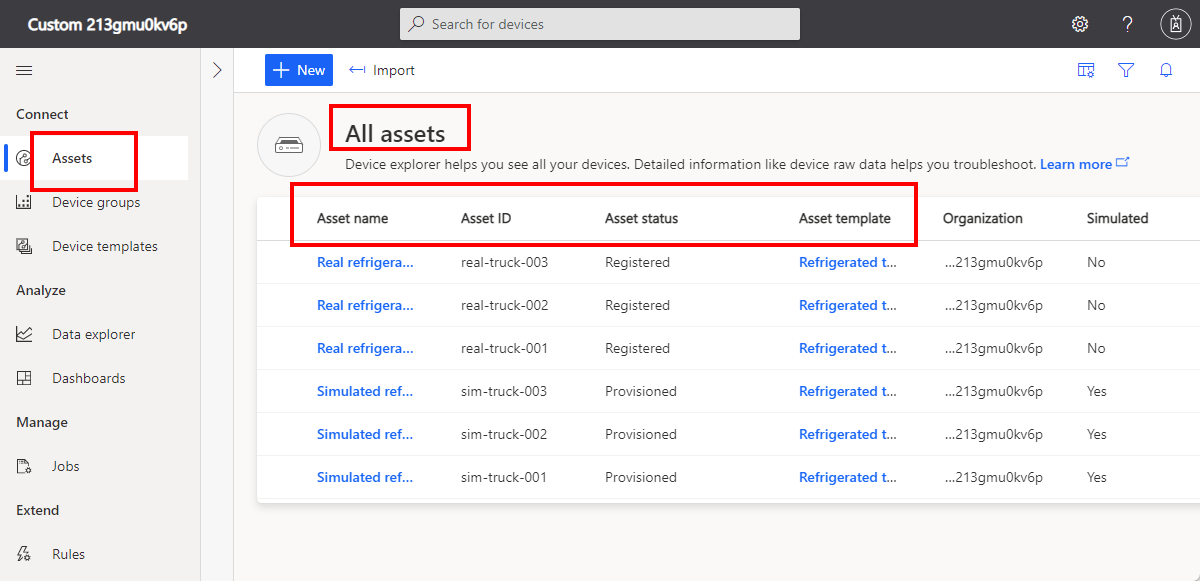 Custom 213gmu0kv6p
Search for devices
?
New
Import
Connect
Assets
Device groups
Device templates
Analyze
Data explorer
Dashboards
Manage
Jobs
Extend
Rules
All assets
Device explorer helps you see all your devices. Detailed information like device raw data helps you troubleshoot. Learn more
Asset name Asset ID Asset status Asset template Organization Simulated
Real refrigera... real-truck-003 Registered Refrigerated t... ...213gmu0kv6p No
Real refrigera... real-truck-002 Registered Refrigerated t... ...213gmu0kv6p No
Real refrigera... real-truck-001 Registered Refrigerated t... ...213gmu0kv6p No
Simulated ref... sim-truck-003 Provisioned Refrigerated t... ...213gmu0kv6p Yes
Simulated ref... sim-truck-002 Provisioned Refrigerated t... ...213gmu0kv6p Yes
Simulated ref... sim-truck-001 Provisioned Refrigerated t... ...213gmu0kv6p Yes